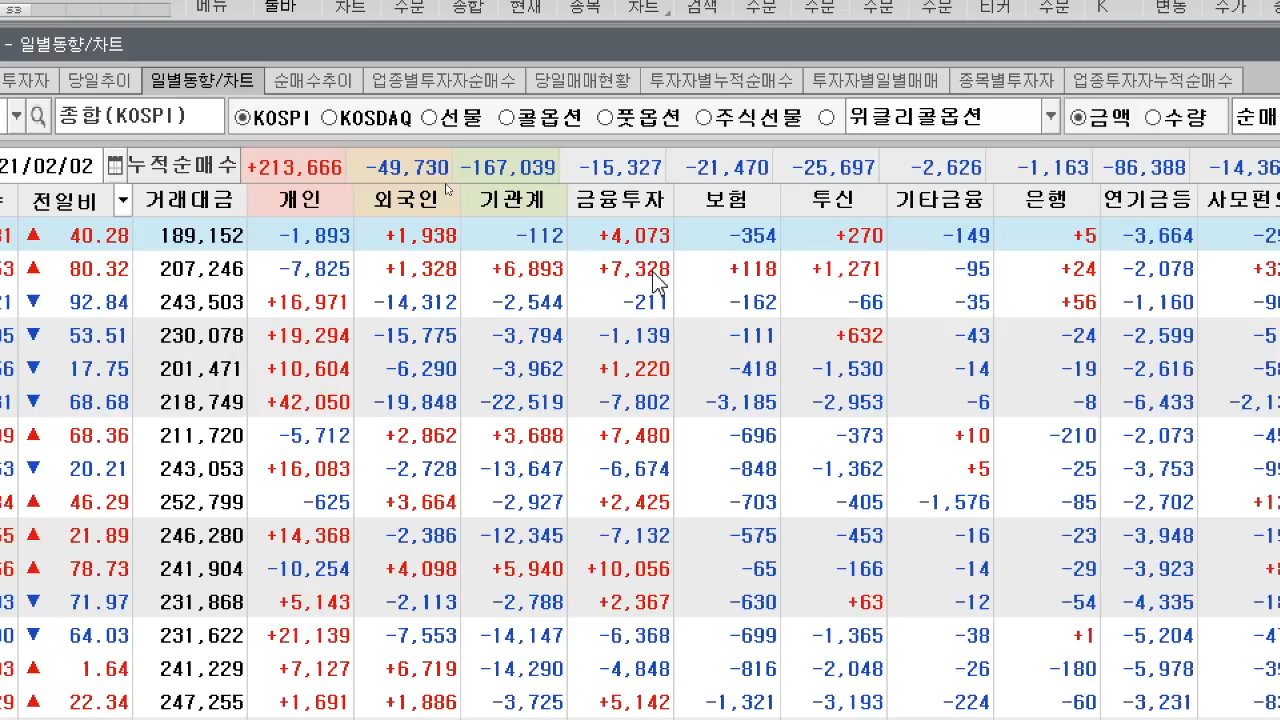 메뉴 툴바 차트 주문 종합 현재 종목 차트 검색 주문 주문 주문 주문 티커 주문 K 변동 주가
- 일별동향/차트
투자자 당일추이 일별동향/차트 순매수추이 업종별투자자순매수 당일매매현황 투자자별누적순매수 투자자별일별매매 종목별투자자 업종투자자누적순매수
종합(KOSPI) KOSPI KOSDAQ 선물 콜옵션 풋옵션 주식선물 위클리콜옵션 금액 수량 순매
21/02/02 누적순매수 +213,666 -49,730 -167,039 -15,327 -21,470 -25,697 -2,626 -1,163 -86,388 -14,36
전일비 거래대금 개인 외국인 기관계 금융투자 보험 투신 기타금융 은행 연기금등 사모펀드
▲ 40.28 189,152 -1,893 +1,938 -112 +4,073 -354 +270 -149 +5 -3,664
▲ 80.32 207,246 -7,825 +1,328 +6,893 +7,328 +118 +1,271 -95 +24 -2,078
▼ 92.84 243,503 +16,971 -14,312 -2,544 -211 -162 -66 -35 +56 -1,160
▼ 53.51 230,078 +19,294 -15,775 -3,794 -1,139 -111 +632 -43 -24 -2,599
▼ 17.75 201,471 +10,604 -6,290 -3,962 +1,220 -418 -1,530 -14 -19 -2,616
▼ 68.68 218,749 +42,050 -19,848 -22,519 -7,802 -3,185 -2,953 -6 -8 -6,433
▲ 68.36 211,720 -5,712 +2,862 +3,688 +7,480 -696 -373 +10 -210 -2,073
▼ 20.21 243,053 +16,083 -2,728 -13,647 -6,674 -848 -1,362 +5 -25 -3,753
▲ 46.29 252,799 -625 +3,664 -2,927 +2,425 -703 -405 -1,576 -85 -2,702
▲ 21.89 246,280 +14,368 -2,386 -12,345 -7,132 -575 -453 -16 -23 -3,948
▲ 78.73 241,904 -10,254 +4,098 +5,940 +10,056 -65 -166 -14 -29 -3,923
▼ 71.97 231,868 +5,143 -2,113 -2,788 +2,367 -630 +63 -12 -54 -4,335
▼ 64.03 231,622 +21,139 -7,553 -14,147 -6,368 -699 -1,365 -38 +1 -5,204
▲ 1.64 241,229 +7,127 +6,719 -14,290 -4,848 -816 -2,048 -26 -180 -5,978
▲ 22.34 247,255 +1,691 +1,886 -3,725 +5,142 -1,321 -3,193 -224 -60 -3,231